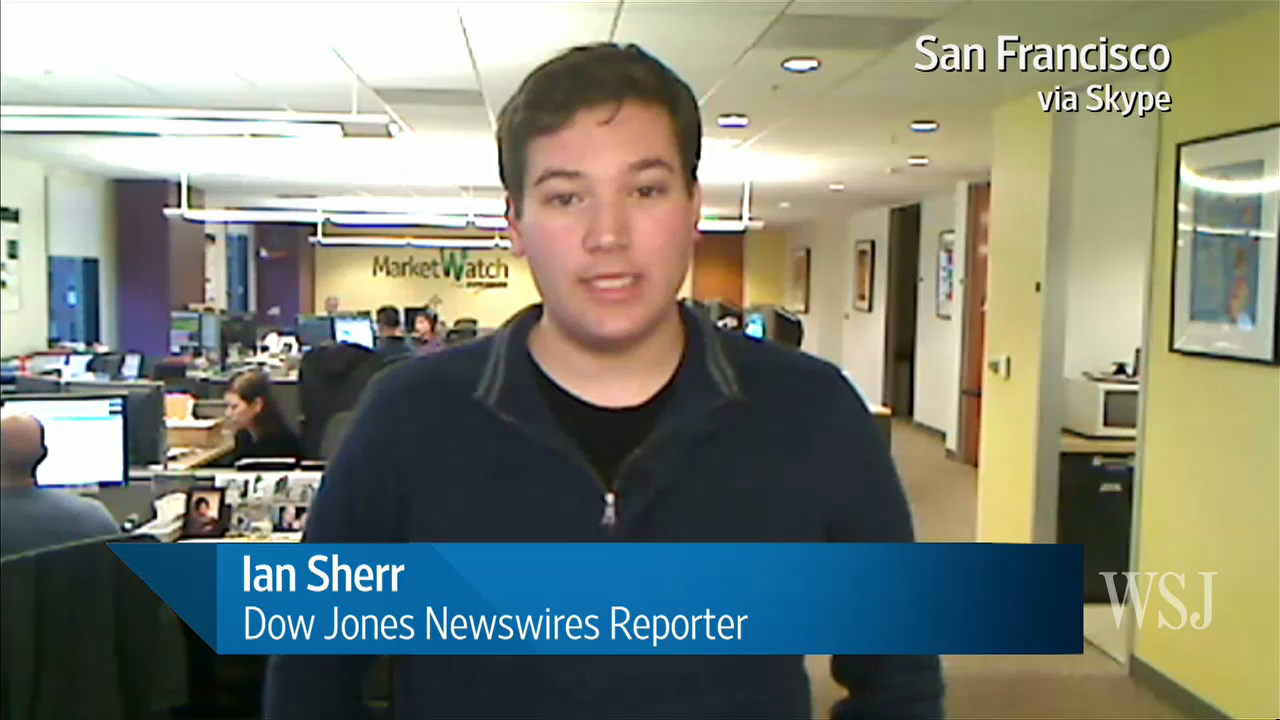 San Francisco
via Skype
MarketWatch
Ian Sherr
Dow Jones Newswires Reporter
WSJ